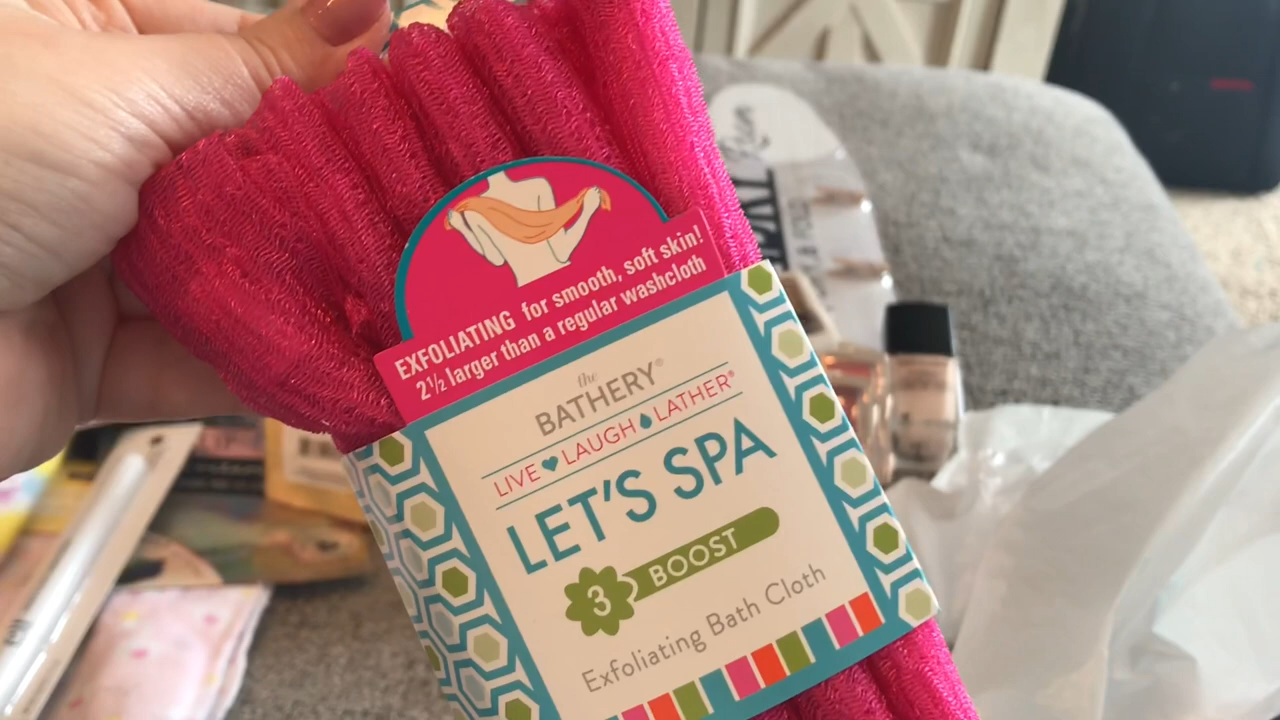 EXFOLIATING for smooth, soft skin!
2½ larger than a regular washcloth
the
BATHERY®
LIVE LAUGH LATHER®
LET'S SPA
3 BOOST
Exfoliating Bath Cloth